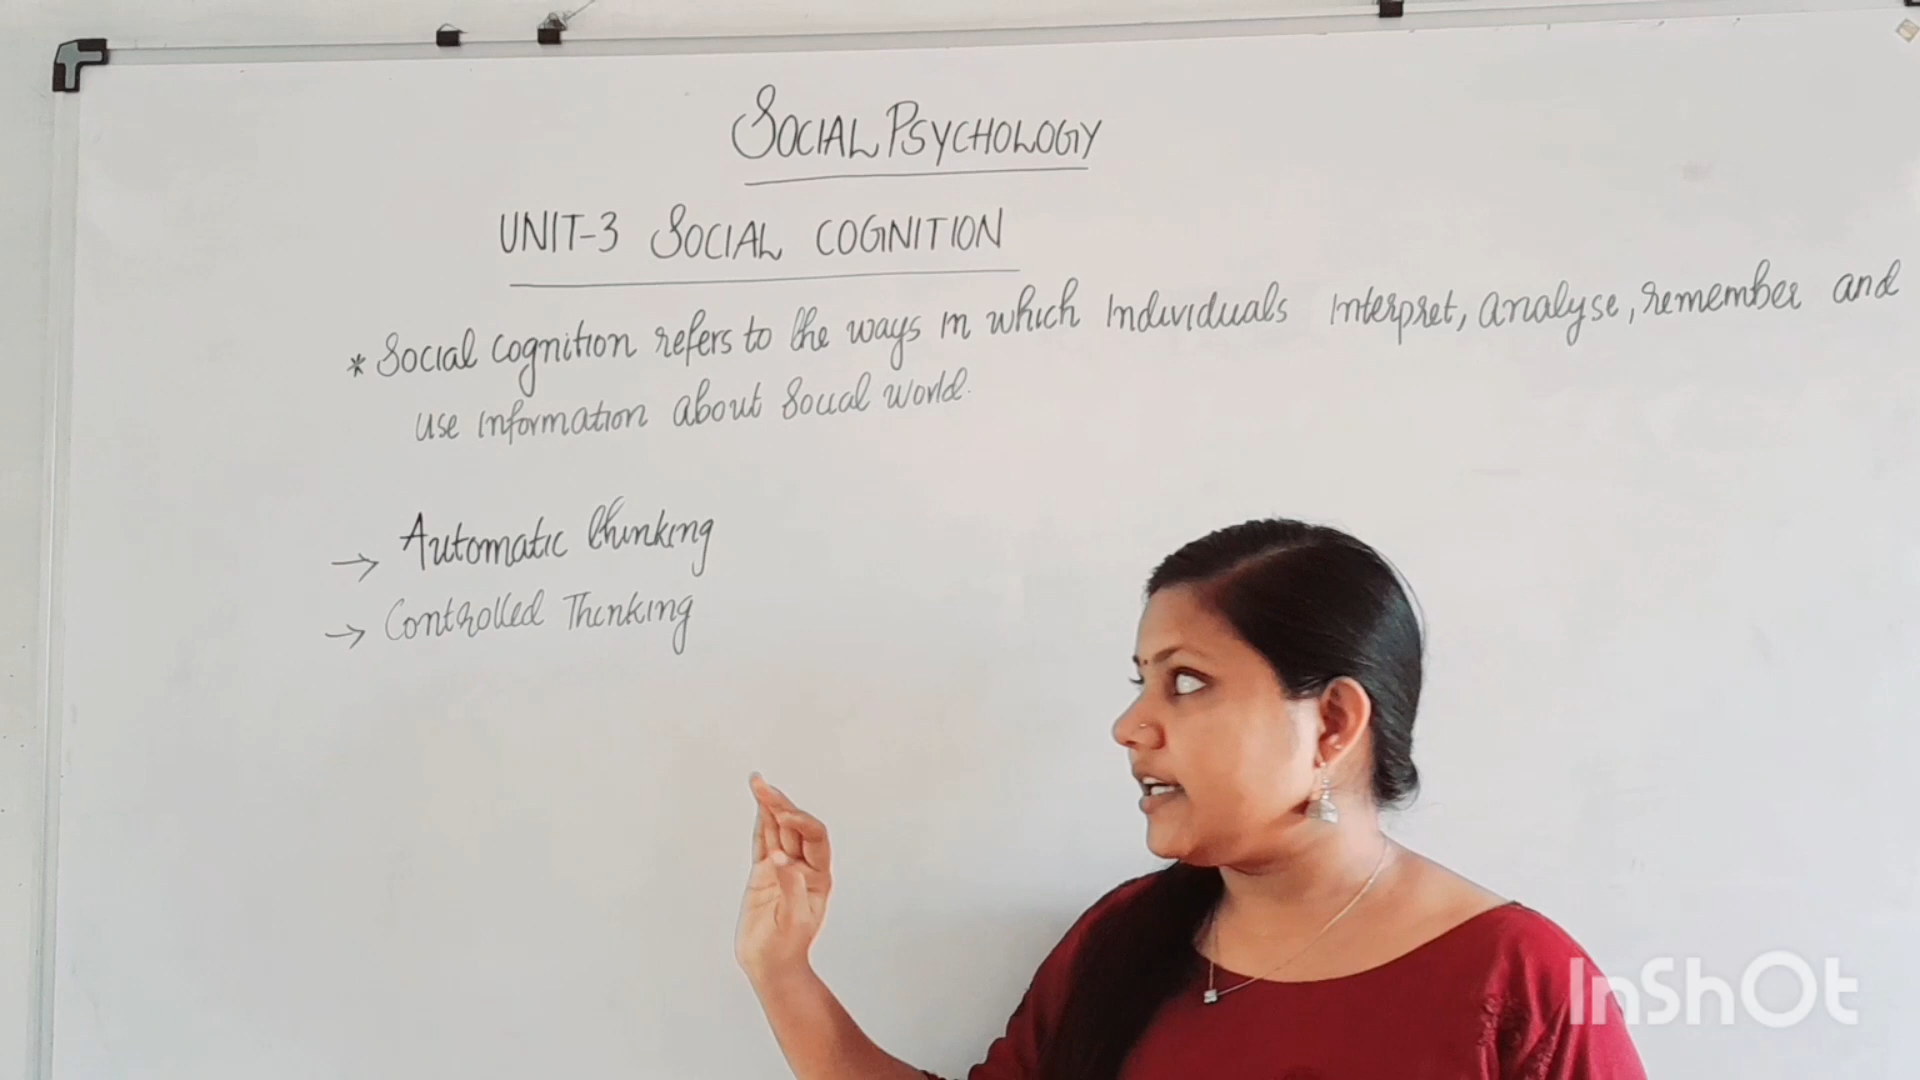 SOCIAL PSYCHOLOGY
UNIT-3 SOCIAL COGNITION
* Social cognition refers to the ways in which individuals interpret, analyse, remember and
use information about social world.
→ Automatic thinking
→ Controlled Thinking
InShOt